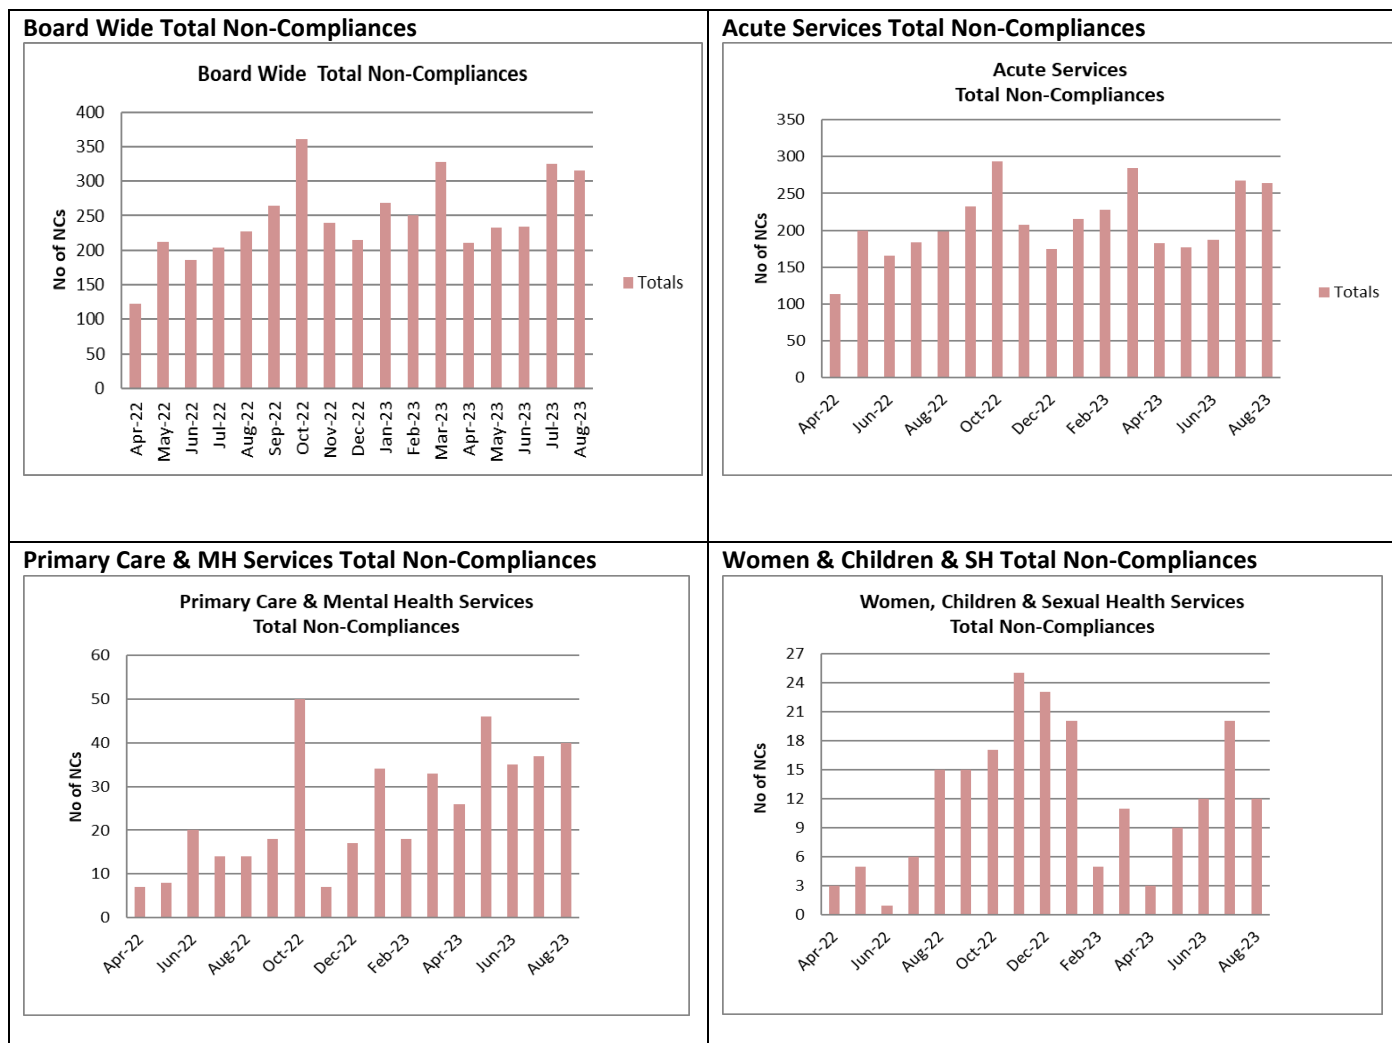 Board Wide Total Non-Compliances
Board Wide  Total Non-Compliances
400
350
300
250
200
150
100
50
0
No of NCs
Apr-22
May-22
Jun-22
Jul-22
Aug-22
Sep-22
Oct-22
Nov-22
Dec-22
Jan-23
Feb-23
Mar-23
Apr-23
May-23
Jun-23
Jul-23
Aug-23
Totals
Acute Services Total Non-Compliances
Acute Services
Total Non-Compliances
350
300
250
200
150
100
50
0
No of NCs
Apr-22
Jun-22
Aug-22
Oct-22
Dec-22
Feb-23
Apr-23
Jun-23
Aug-23
Totals
Primary Care & MH Services Total Non-Compliances
Primary Care & Mental Health Services
Total Non-Compliances
60
50
40
30
20
10
0
No of NCs
Apr-22
Jun-22
Aug-22
Oct-22
Dec-22
Feb-23
Apr-23
Jun-23
Aug-23
Women & Children & SH Total Non-Compliances
Women, Children & Sexual Health Services
Total Non-Compliances
27
24
21
18
15
12
9
6
3
0
No of NCs
Apr-22
Jun-22
Aug-22
Oct-22
Dec-22
Feb-23
Apr-23
Jun-23
Aug-23